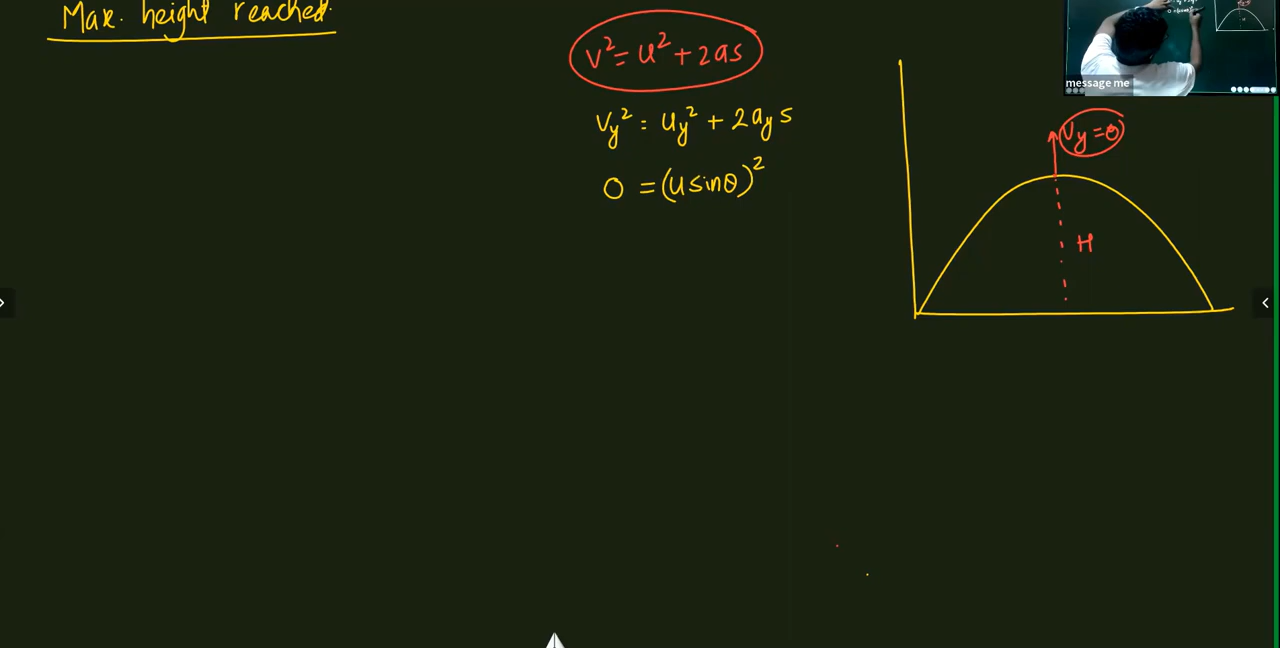 Max. height reached.
v² = u² + 2as
Vy² = uy² + 2ay s
0 = (u sinθ)²
Vy = 0
H
message me